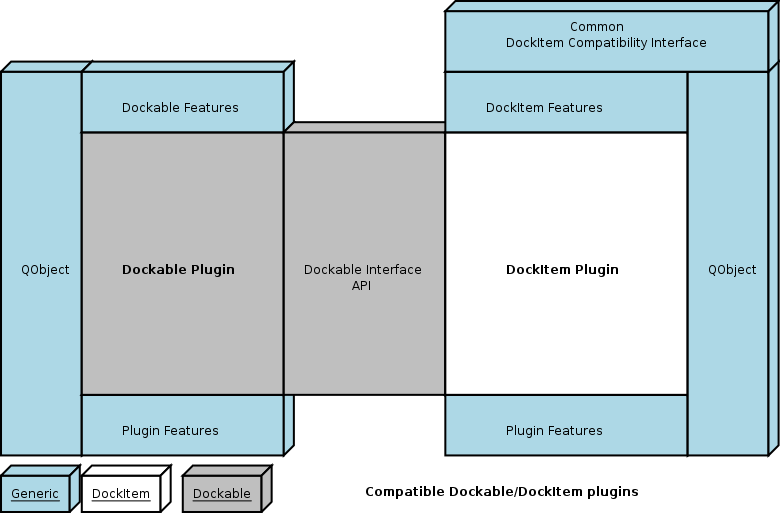 Common
DockItem Compatibility Interface
Dockable Features
DockItem Features
QObject
Dockable Plugin
Dockable Interface
API
DockItem Plugin
QObject
Plugin Features
Plugin Features
Generic
DockItem
Dockable
Compatible Dockable/DockItem plugins